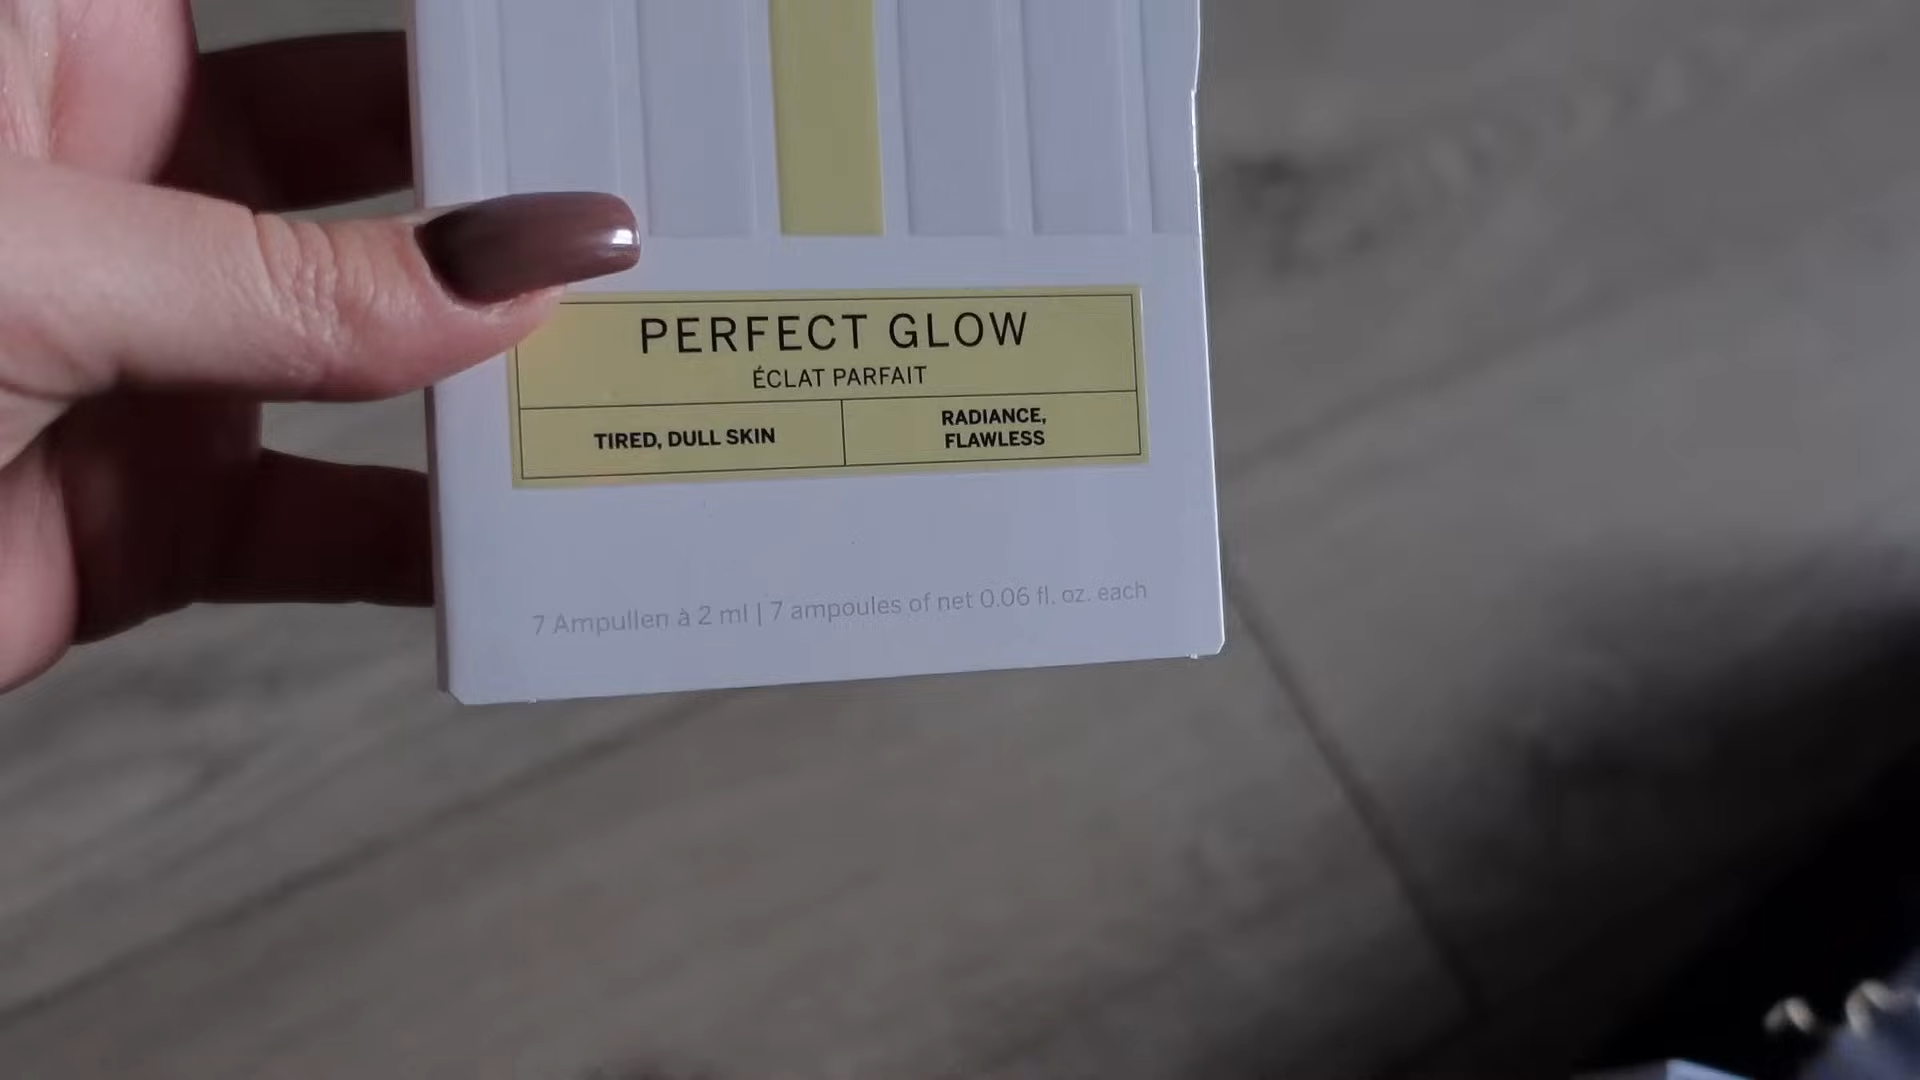 PERFECT GLOW
ÉCLAT PARFAIT
TIRED, DULL SKIN
RADIANCE,
FLAWLESS
7 Ampullen à 2 ml | 7 ampoules of net 0.06 fl. oz. each